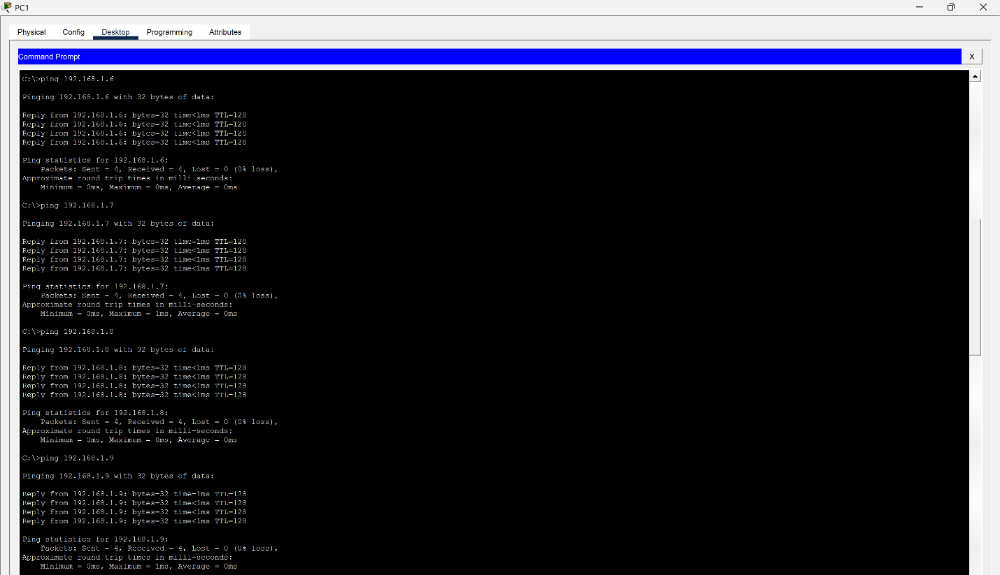 PC1
Physical Config Desktop Programming Attributes
Command Prompt X
C:\>ping 192.168.1.6
Pinging 192.168.1.6 with 32 bytes of data:
Reply from 192.168.1.6: bytes=32 time<1ms TTL=128
Reply from 192.168.1.6: bytes=32 time<1ms TTL=128
Reply from 192.168.1.6: bytes=32 time<1ms TTL=128
Reply from 192.168.1.6: bytes=32 time<1ms TTL=128
Ping statistics for 192.168.1.6:
Packets: Sent = 4, Received = 4, Lost = 0 (0% loss),
Approximate round trip times in milli-seconds:
Minimum = 0ms, Maximum = 0ms, Average = 0ms
C:\>ping 192.168.1.7
Pinging 192.168.1.7 with 32 bytes of data:
Reply from 192.168.1.7: bytes=32 time=1ms TTL=128
Reply from 192.168.1.7: bytes=32 time<1ms TTL=128
Reply from 192.168.1.7: bytes=32 time<1ms TTL=128
Reply from 192.168.1.7: bytes=32 time<1ms TTL=128
Ping statistics for 192.168.1.7:
Packets: Sent = 4, Received = 4, Lost = 0 (0% loss),
Approximate round trip times in milli-seconds:
Minimum = 0ms, Maximum = 1ms, Average = 0ms
C:\>ping 192.168.1.8
Pinging 192.168.1.8 with 32 bytes of data:
Reply from 192.168.1.8: bytes=32 time<1ms TTL=128
Reply from 192.168.1.8: bytes=32 time<1ms TTL=128
Reply from 192.168.1.8: bytes=32 time<1ms TTL=128
Reply from 192.168.1.8: bytes=32 time<1ms TTL=128
Ping statistics for 192.168.1.8:
Packets: Sent = 4, Received = 4, Lost = 0 (0% loss),
Approximate round trip times in milli-seconds:
Minimum = 0ms, Maximum = 0ms, Average = 0ms
C:\>ping 192.168.1.9
Pinging 192.168.1.9 with 32 bytes of data:
Reply from 192.168.1.9: bytes=32 time=1ms TTL=128
Reply from 192.168.1.9: bytes=32 time<1ms TTL=128
Reply from 192.168.1.9: bytes=32 time<1ms TTL=128
Reply from 192.168.1.9: bytes=32 time<1ms TTL=128
Ping statistics for 192.168.1.9:
Packets: Sent = 4, Received = 4, Lost = 0 (0% loss),
Approximate round trip times in milli-seconds:
Minimum = 0ms, Maximum = 1ms, Average = 0ms